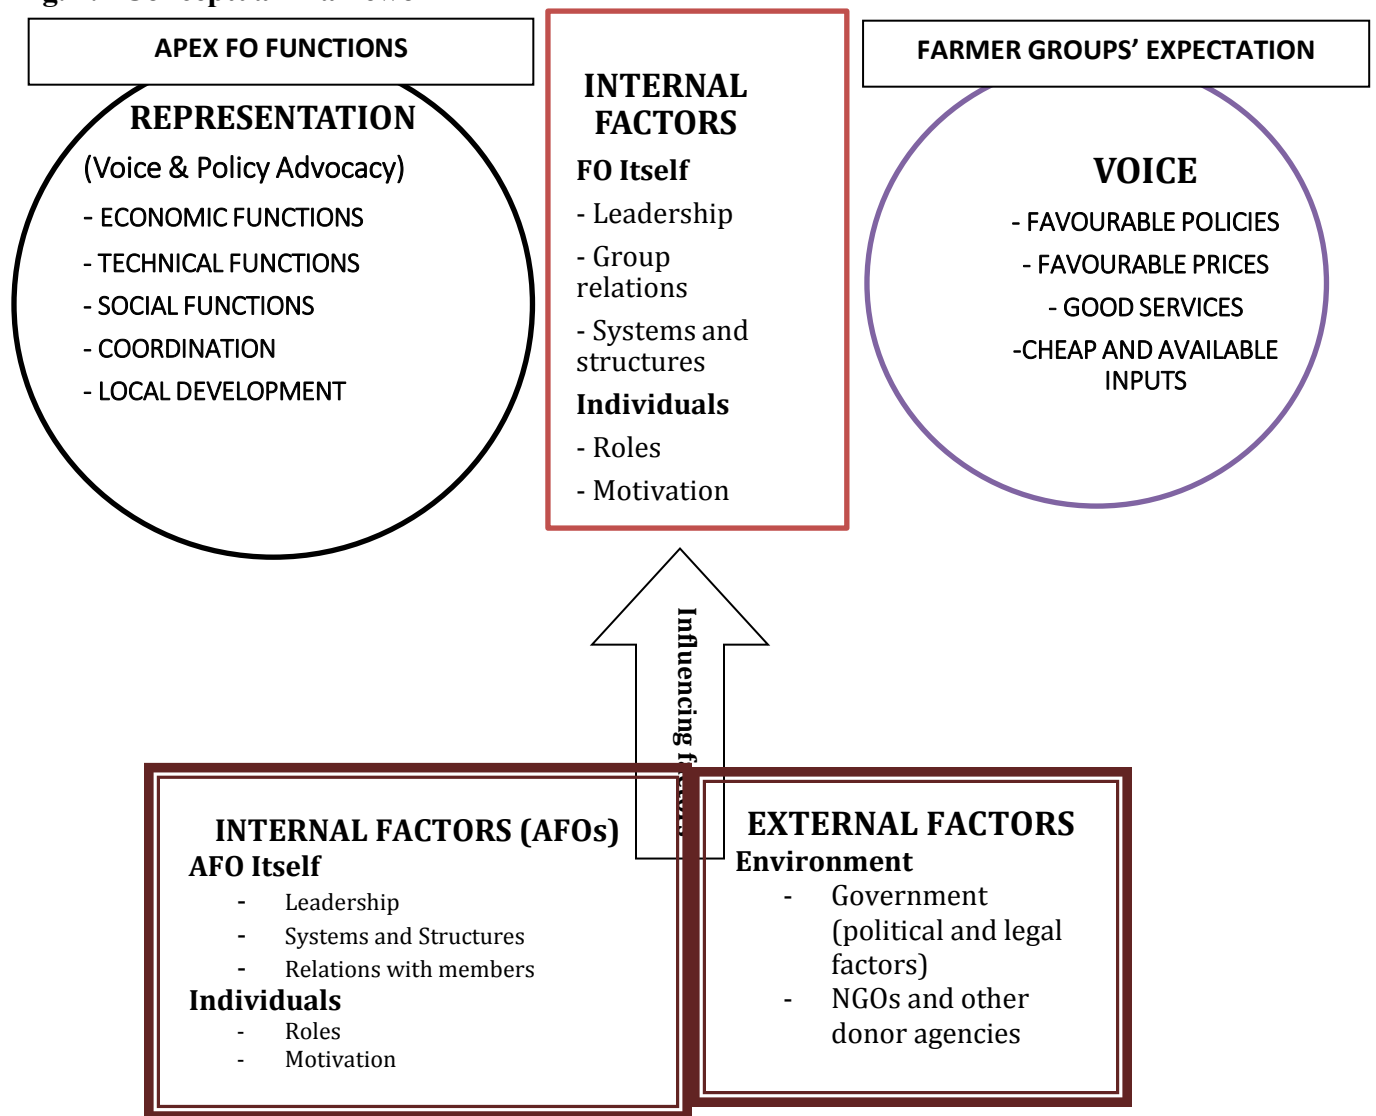 APEX FO FUNCTIONS
REPRESENTATION
(Voice & Policy Advocacy)
- ECONOMIC FUNCTIONS
- TECHNICAL FUNCTIONS
- SOCIAL FUNCTIONS
- COORDINATION
- LOCAL DEVELOPMENT
INTERNAL
FACTORS
FO Itself
- Leadership
- Group
relations
- Systems and
structures
Individuals
- Roles
- Motivation
FARMER GROUPS’ EXPECTATION
VOICE
- FAVOURABLE POLICIES
- FAVOURABLE PRICES
- GOOD SERVICES
-CHEAP AND AVAILABLE
INPUTS
Influencing
INTERNAL FACTORS (AFOs)
AFO Itself
- Leadership
- Systems and Structures
- Relations with members
Individuals
- Roles
- Motivation
EXTERNAL FACTORS
Environment
- Government
(political and legal
factors)
- NGOs and other
donor agencies